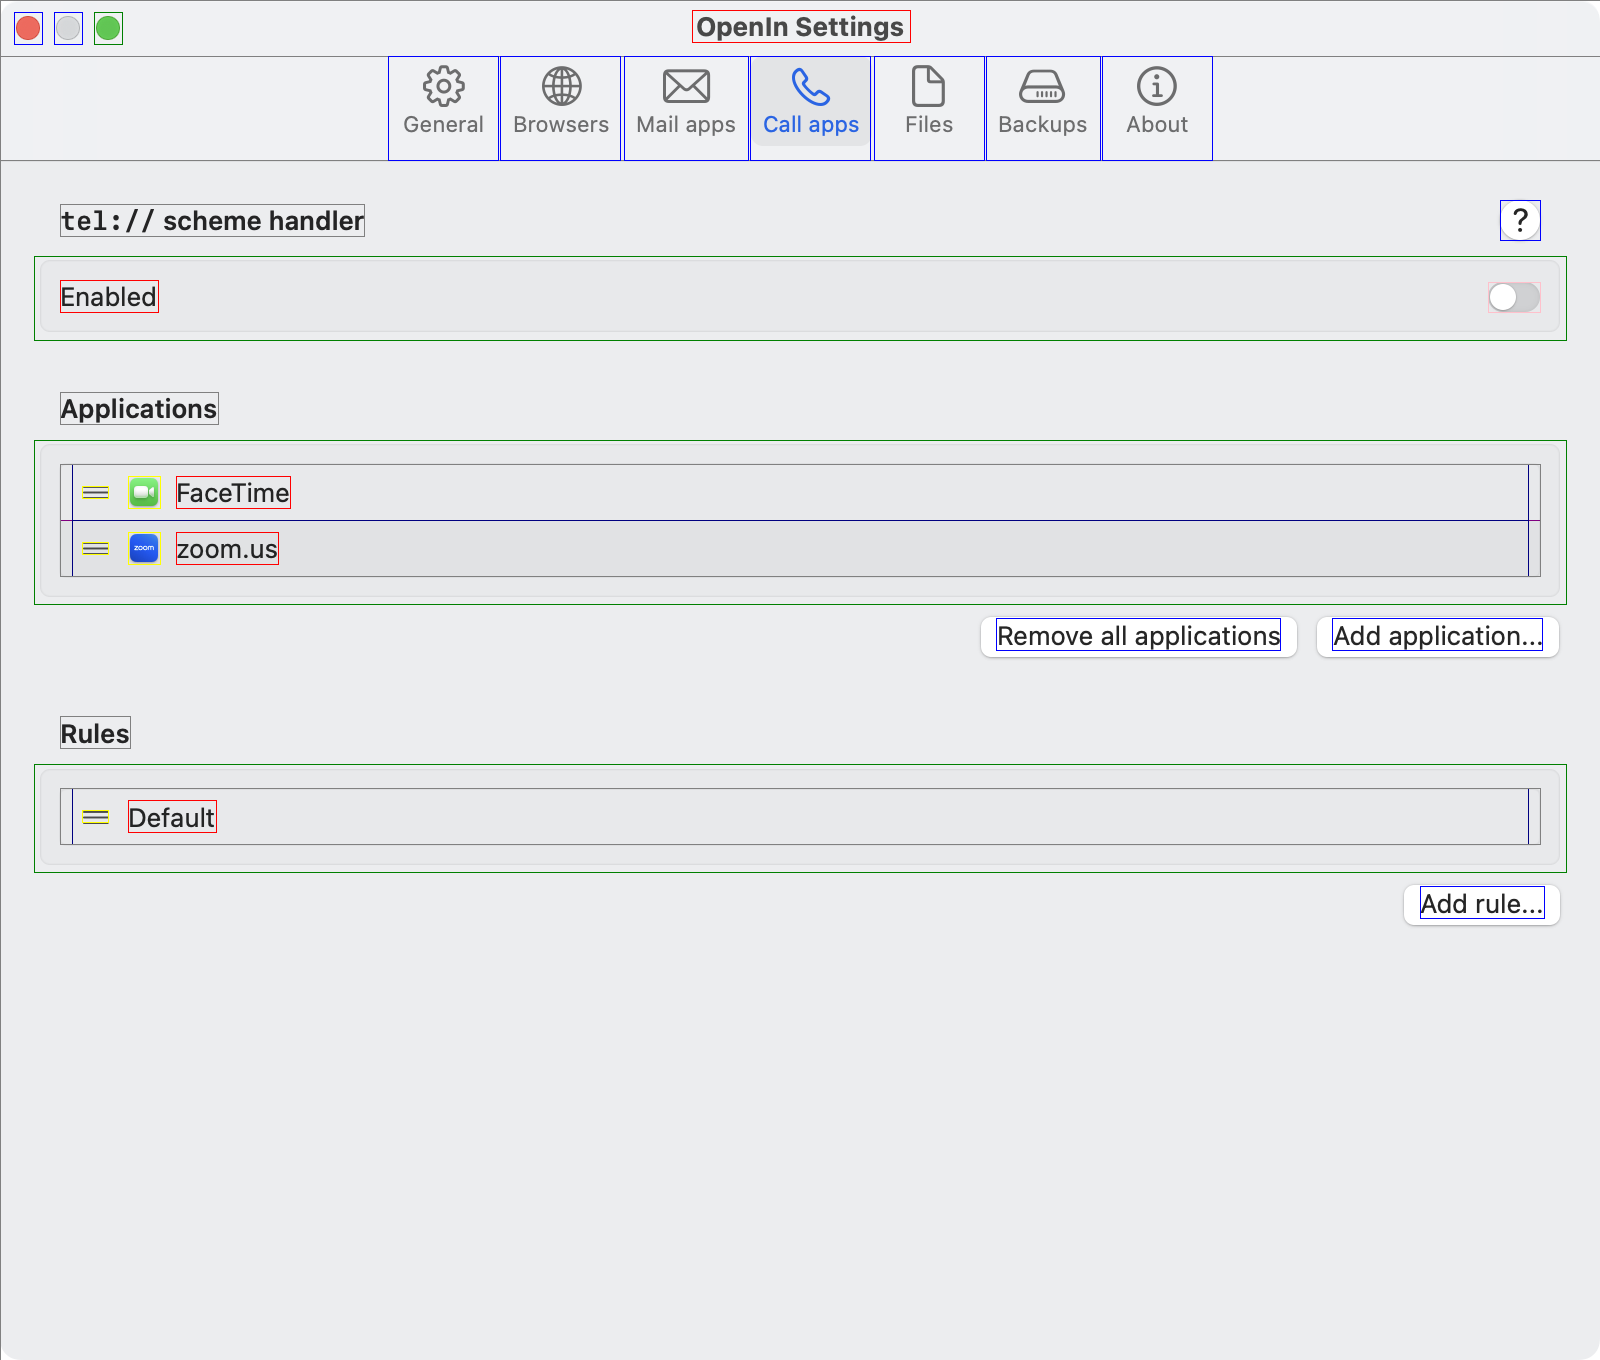 OpenIn Settings
General Browsers Mail apps Call apps Files Backups About
tel:// scheme handler ?
Enabled
Applications
FaceTime
zoom zoom.us
Remove all applications Add application...
Rules
Default
Add rule...